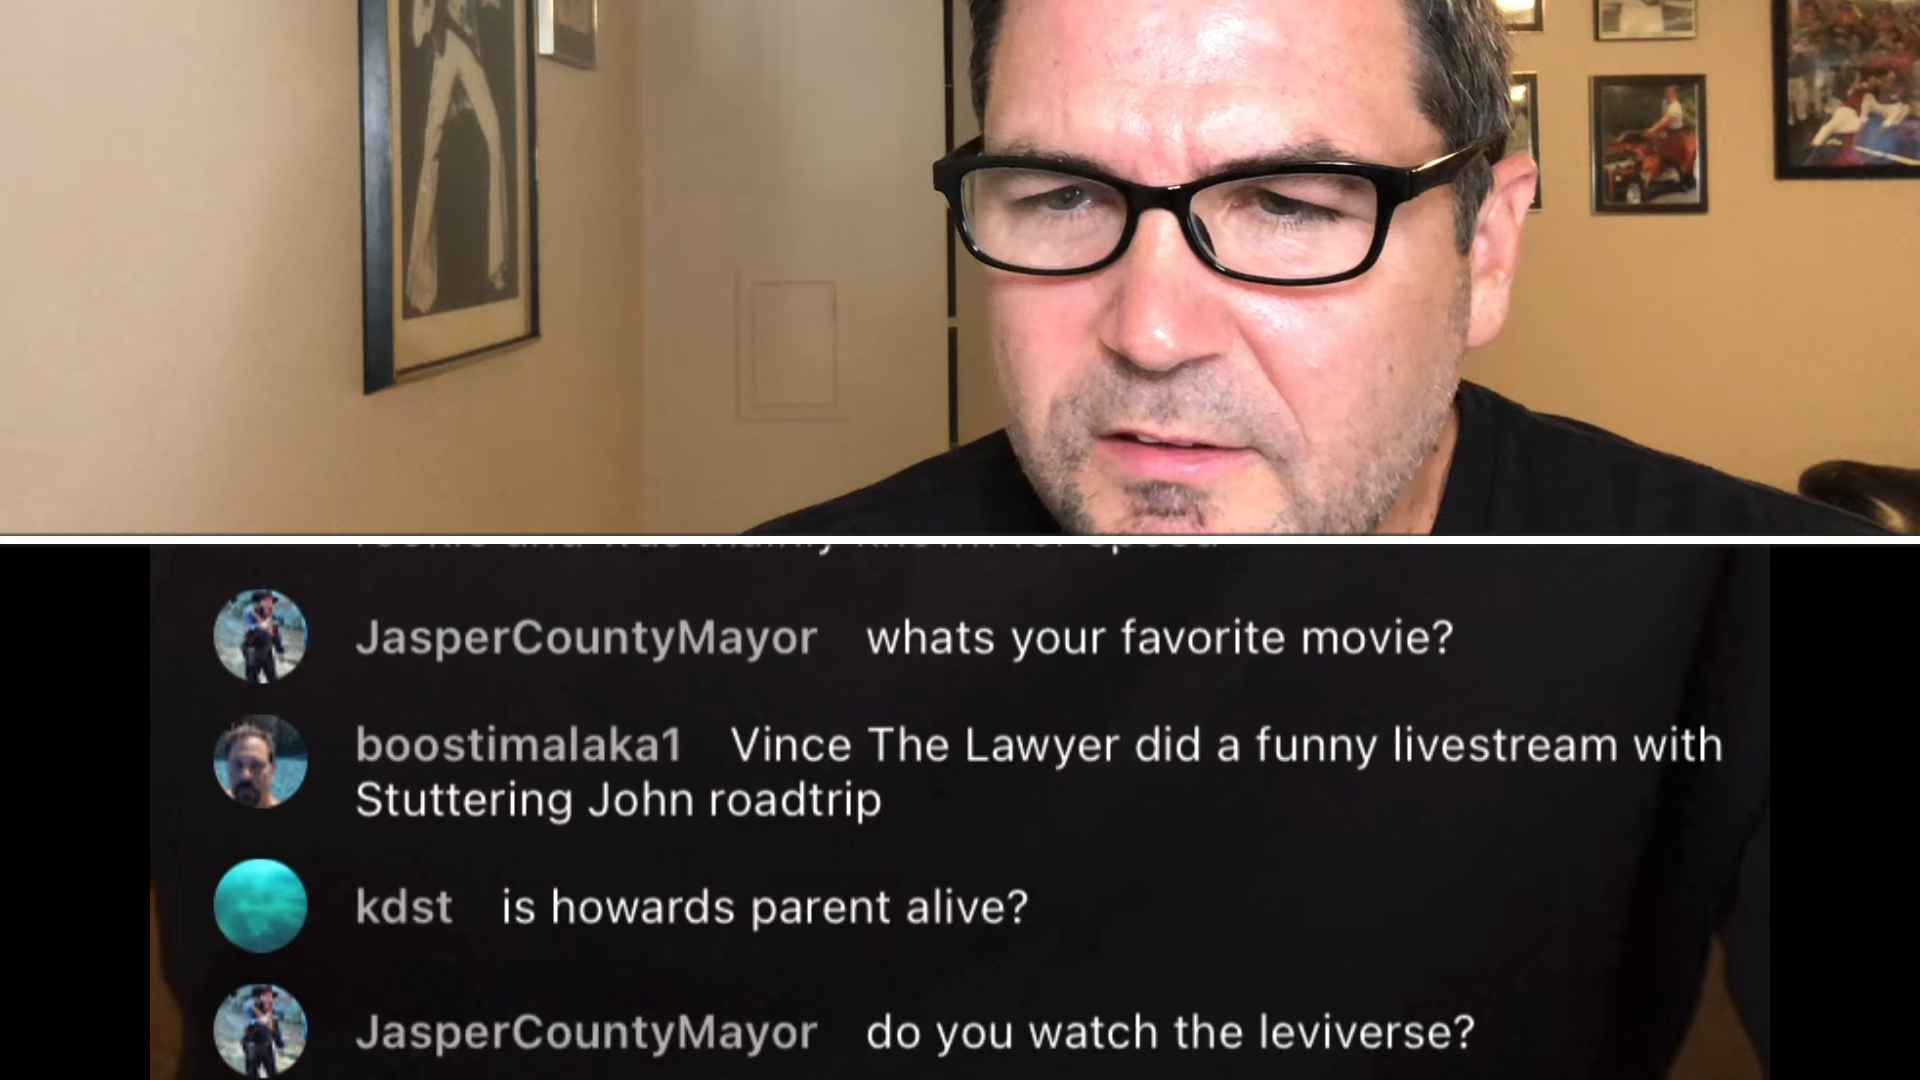 JasperCountyMayor whats your favorite movie?
boostimalaka1 Vince The Lawyer did a funny livestream with
Stuttering John roadtrip
kdst is howards parent alive?
JasperCountyMayor do you watch the leviverse?